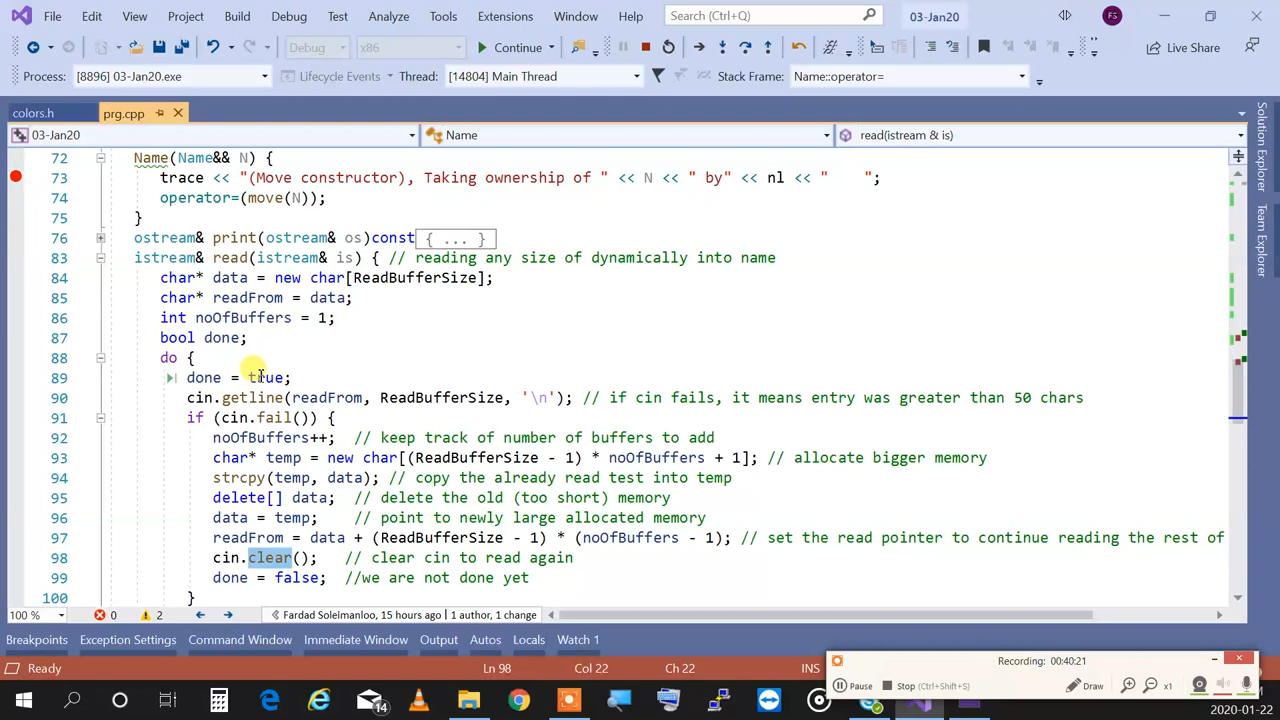 File Edit View Project Build Debug Test Analyze Tools Extensions Window Help Search (Ctrl+Q) 03-Jan20 FS
Debug x86 Continue Live Share
Process: [8896] 03-Jan20.exe Lifecycle Events Thread: [14804] Main Thread Stack Frame: Name::operator=
colors.h prg.cpp
03-Jan20 Name read(istream & is)
72 Name(Name&& N) {
73 trace << "(Move constructor), Taking ownership of " << N << " by" << nl << "    ";
74 operator=(move(N));
75 }
76 ostream& print(ostream& os)const { ... }
83 istream& read(istream& is) { // reading any size of dynamically into name
84 char* data = new char[ReadBufferSize];
85 char* readFrom = data;
86 int noOfBuffers = 1;
87 bool done;
88 do {
89 done = true;
90 cin.getline(readFrom, ReadBufferSize, '\n'); // if cin fails, it means entry was greater than 50 chars
91 if (cin.fail()) {
92 noOfBuffers++; // keep track of number of buffers to add
93 char* temp = new char[(ReadBufferSize - 1) * noOfBuffers + 1]; // allocate bigger memory
94 strcpy(temp, data); // copy the already read test into temp
95 delete[] data; // delete the old (too short) memory
96 data = temp; // point to newly large allocated memory
97 readFrom = data + (ReadBufferSize - 1) * (noOfBuffers - 1); // set the read pointer to continue reading the rest of
98 cin.clear(); // clear cin to read again
99 done = false; //we are not done yet
100 }
100 % 0 2 Fardad Soleimanloo, 15 hours ago | 1 author, 1 change
Breakpoints Exception Settings Command Window Immediate Window Output Autos Locals Watch 1
Ready Ln 98 Col 22 Ch 22 INS
Solution Explorer
Team Explorer
Recording: 00:40:21
Pause Stop (Ctrl+Shift+S) Draw x1
14
2020-01-22